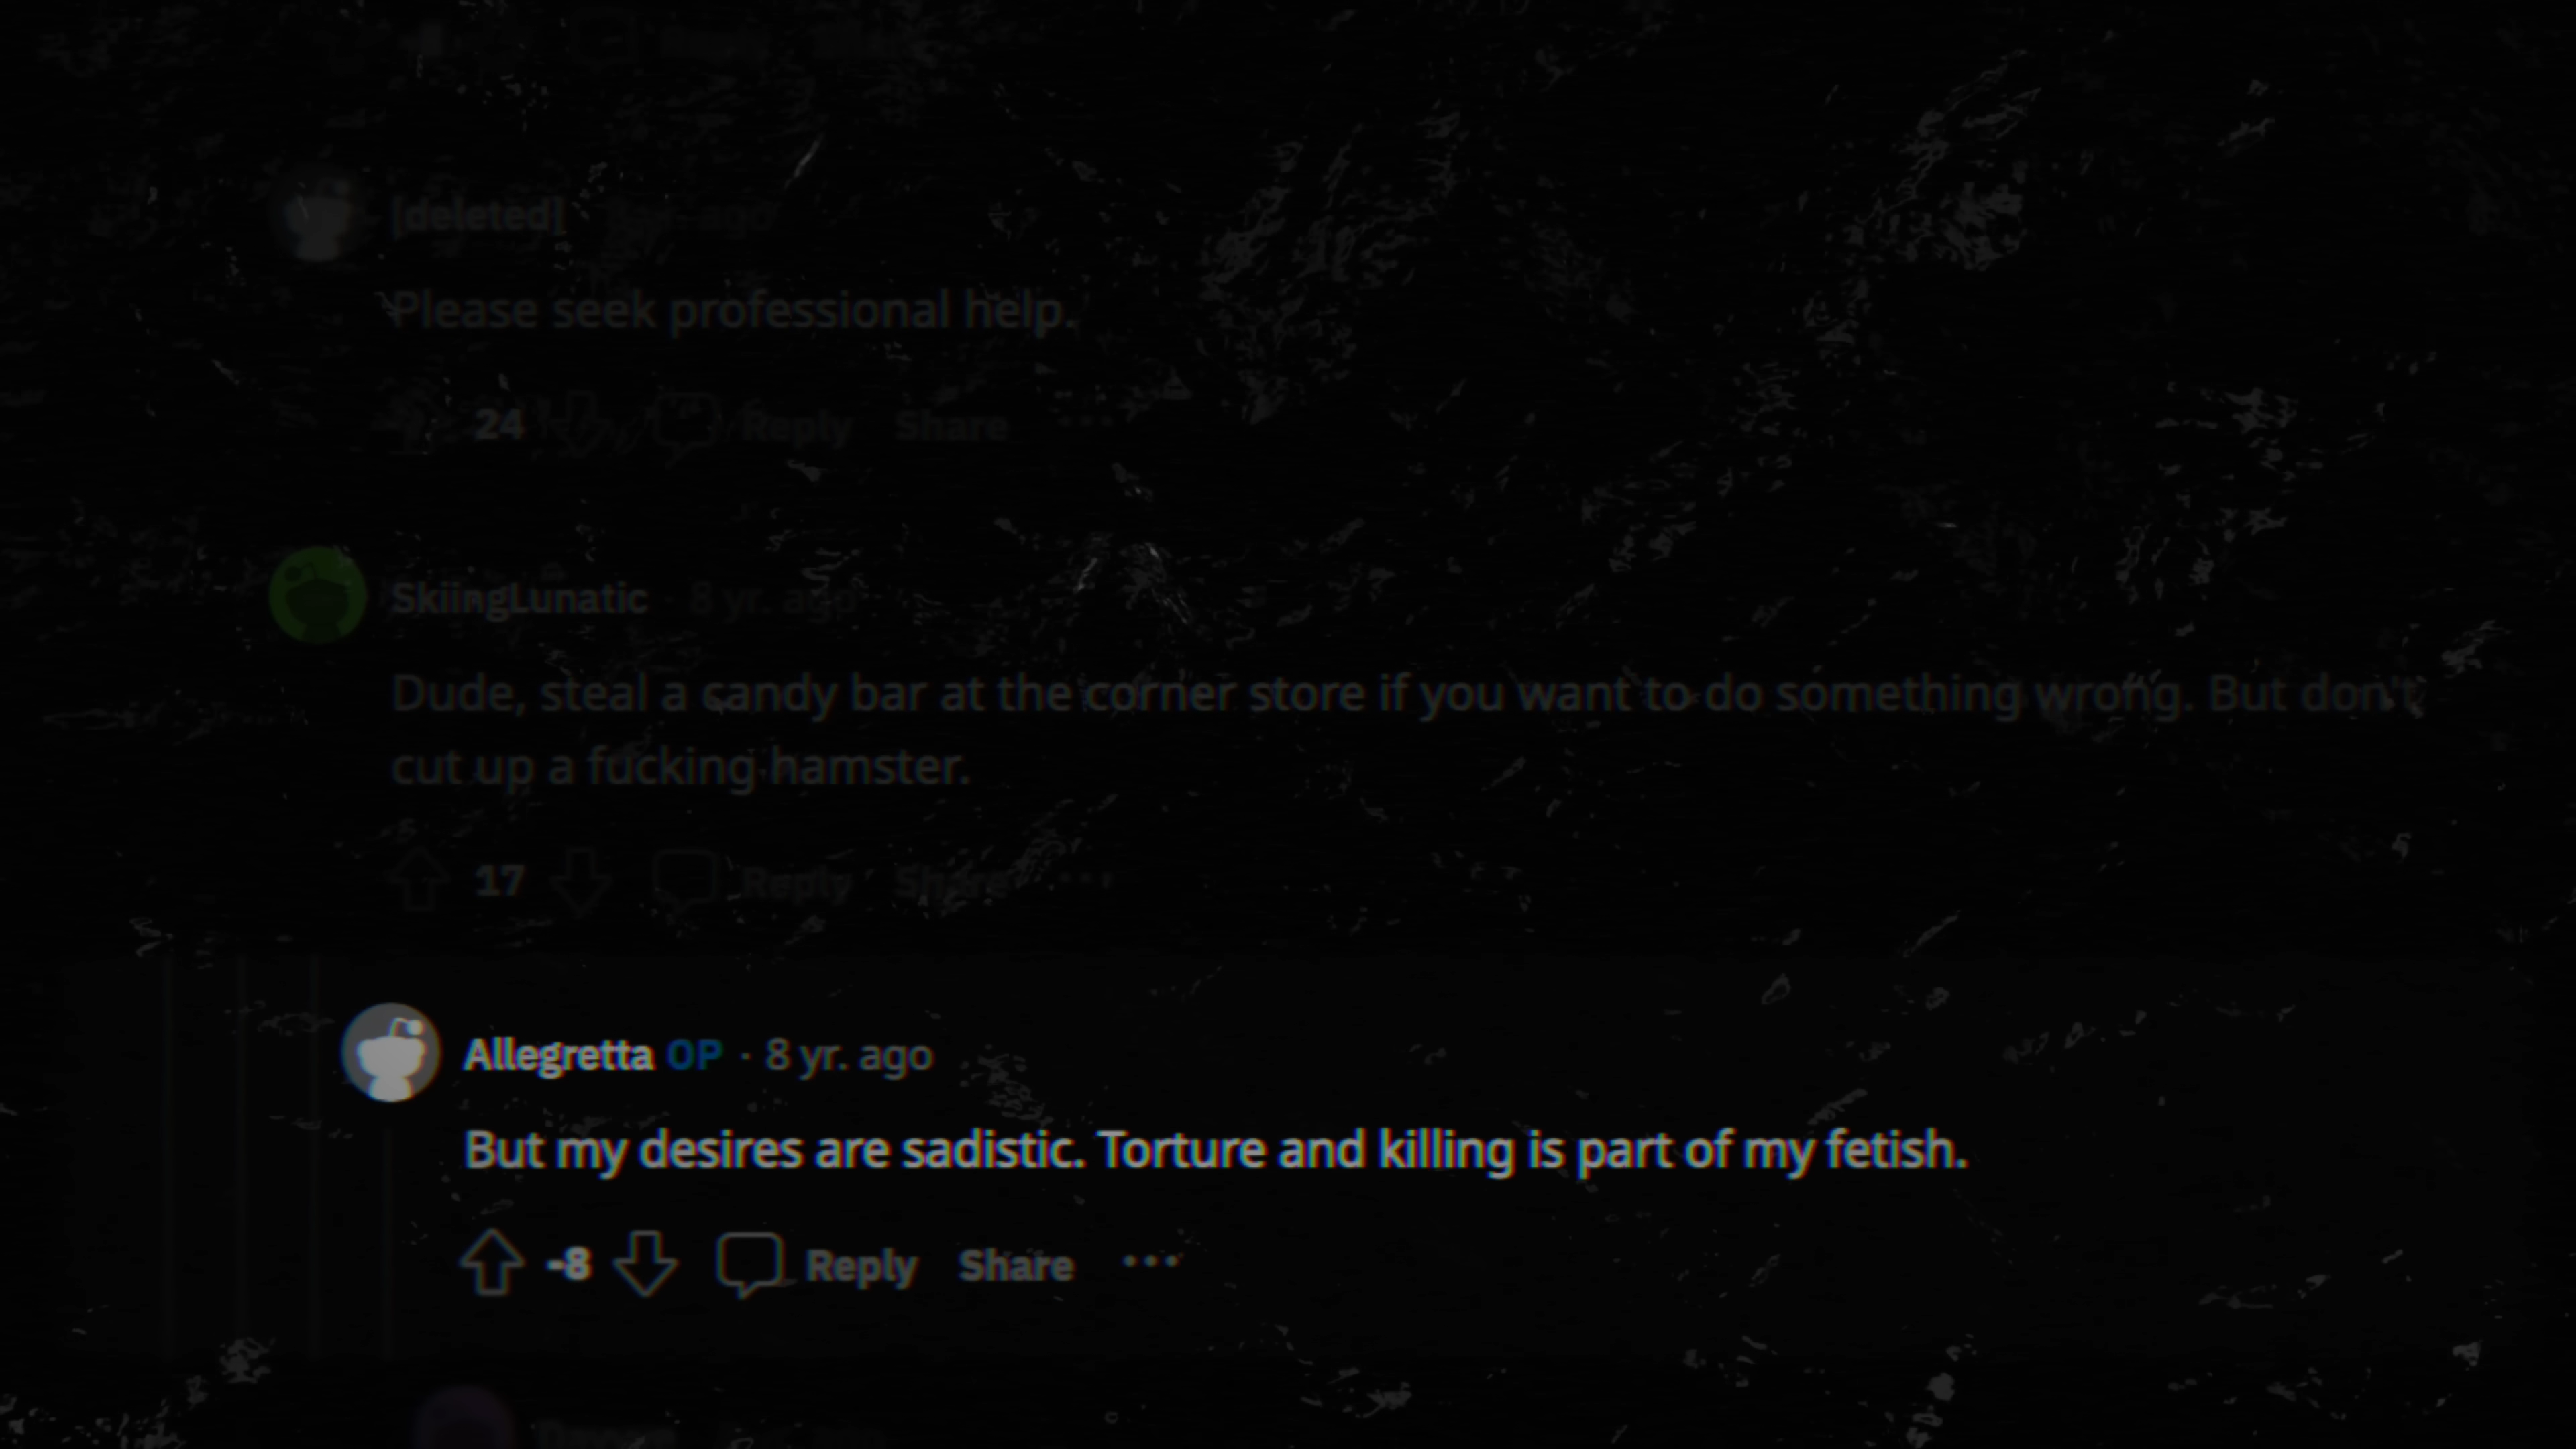 [deleted]
Please seek professional help.
24 Reply Share ...
SkiingLunatic · 8 yr. ago
Dude, steal a candy bar at the corner store if you want to do something wrong. But don't
cut up a fucking hamster.
17 Reply Share ...
Allegretta OP · 8 yr. ago
But my desires are sadistic. Torture and killing is part of my fetish.
-8 Reply Share ...